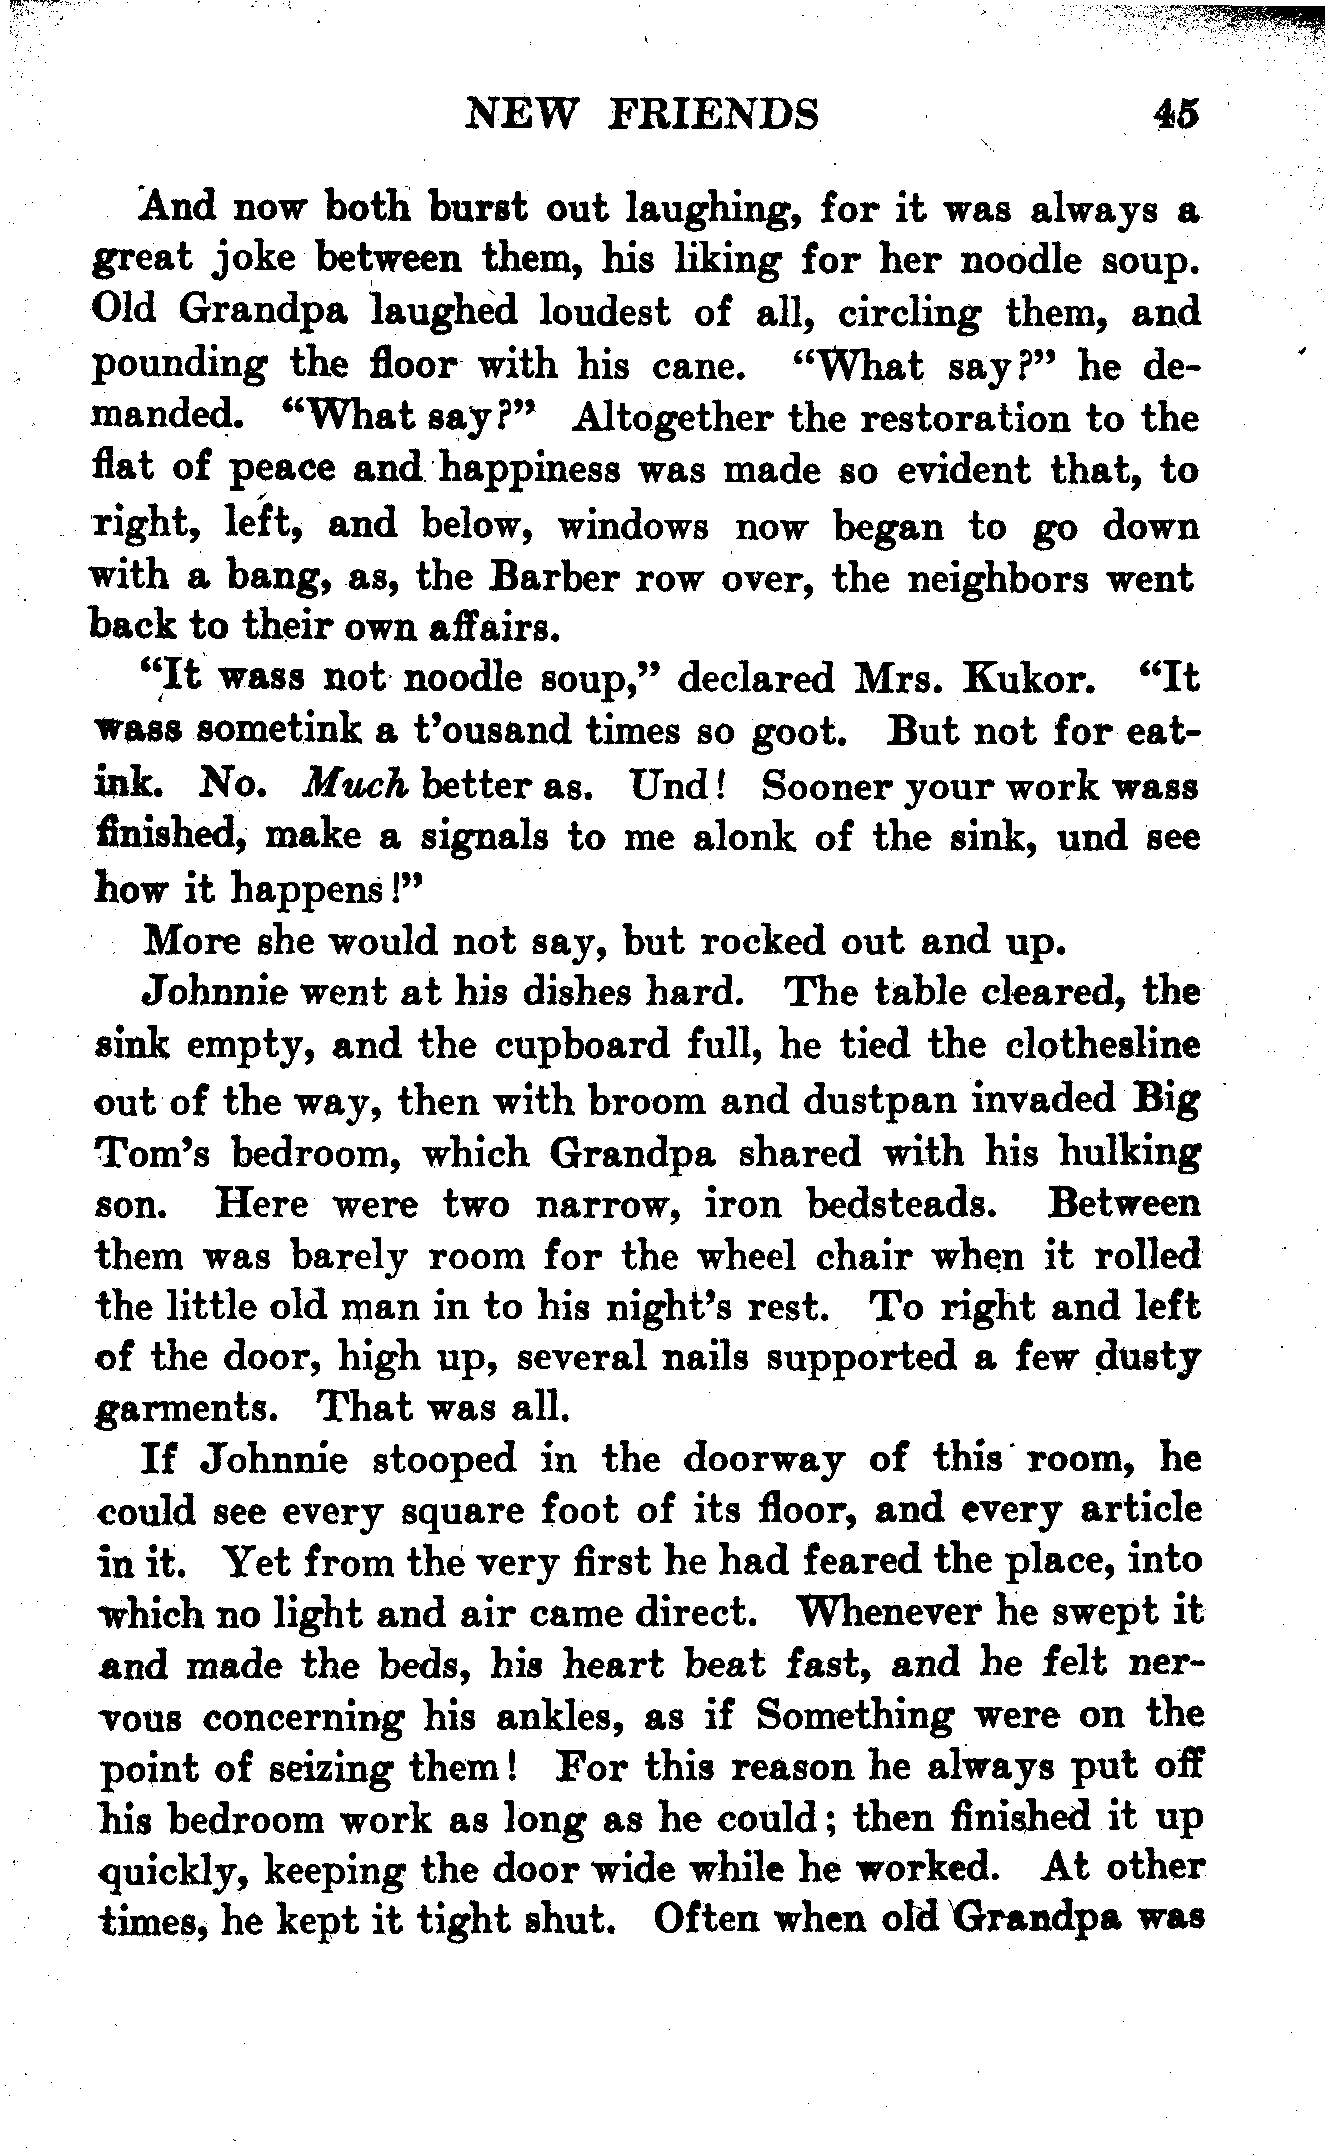 NEW FRIENDS 45
And now both burst out laughing, for it was always a
great joke between them, his liking for her noodle soup.
Old Grandpa laughed loudest of all, circling them, and
pounding the floor with his cane. “What say?” he de-
manded. “What say?” Altogether the restoration to the
flat of peace and happiness was made so evident that, to
right, left, and below, windows now began to go down
with a bang, as, the Barber row over, the neighbors went
back to their own affairs.
“It wass not noodle soup,” declared Mrs. Kukor. “It
wass sometink a t’ousand times so goot. But not for eat-
ink. No. Much better as. Und! Sooner your work wass
finished, make a signals to me alonk of the sink, und see
how it happens!”
More she would not say, but rocked out and up.
Johnnie went at his dishes hard. The table cleared, the
sink empty, and the cupboard full, he tied the clothesline
out of the way, then with broom and dustpan invaded Big
Tom’s bedroom, which Grandpa shared with his hulking
son. Here were two narrow, iron bedsteads. Between
them was barely room for the wheel chair when it rolled
the little old man in to his night’s rest. To right and left
of the door, high up, several nails supported a few dusty
garments. That was all.
If Johnnie stooped in the doorway of this room, he
could see every square foot of its floor, and every article
in it. Yet from the very first he had feared the place, into
which no light and air came direct. Whenever he swept it
and made the beds, his heart beat fast, and he felt ner-
vous concerning his ankles, as if Something were on the
point of seizing them! For this reason he always put off
his bedroom work as long as he could; then finished it up
quickly, keeping the door wide while he worked. At other
times, he kept it tight shut. Often when old Grandpa was